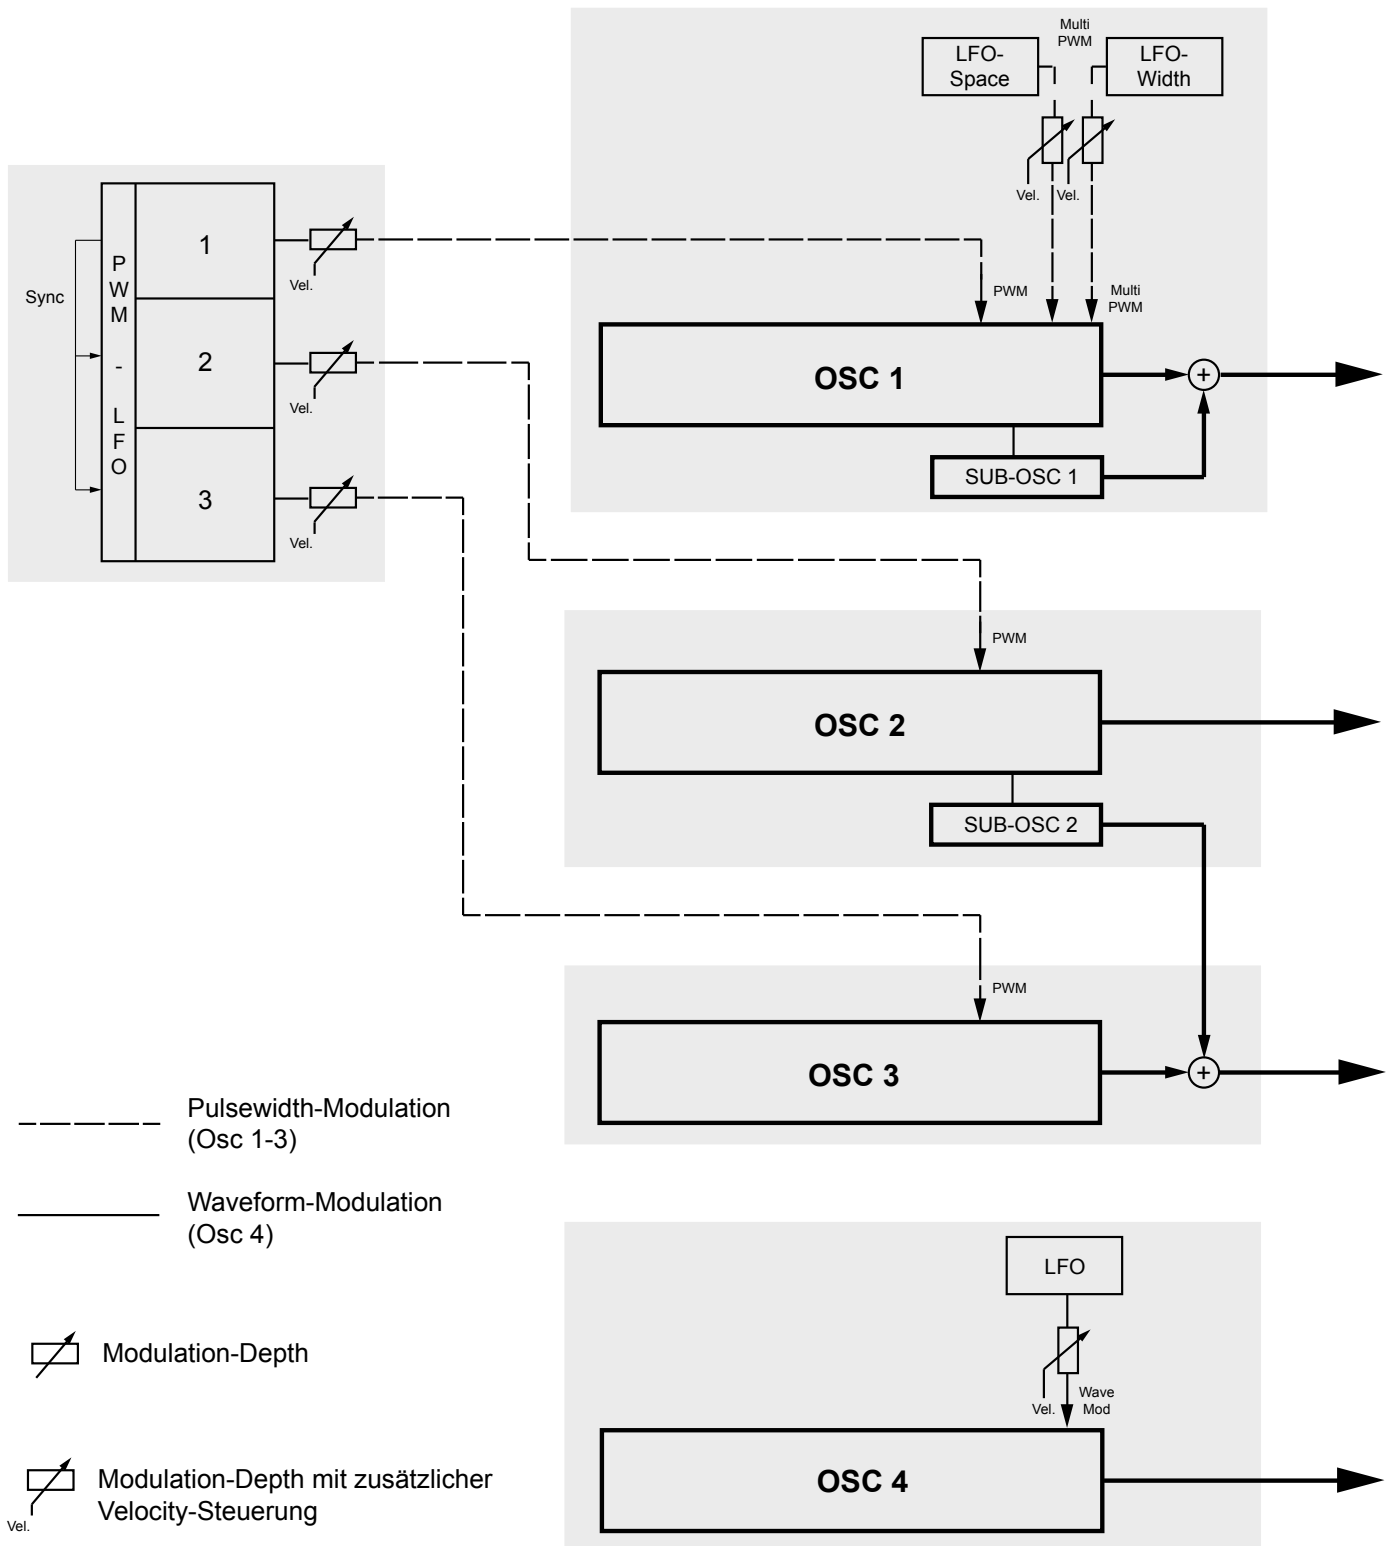 Multi
PWM
LFO-
Space
LFO-
Width
Vel.
Vel.
PWM
Multi
PWM
Sync
PWM - LFO
1
Vel.
2
Vel.
3
Vel.
OSC 1
+
SUB-OSC 1
PWM
OSC 2
SUB-OSC 2
PWM
OSC 3
+
Pulsewidth-Modulation
(Osc 1-3)
Waveform-Modulation
(Osc 4)
Modulation-Depth
Vel.
Modulation-Depth mit zusätzlicher
Velocity-Steuerung
LFO
Vel.
Wave
Mod
OSC 4